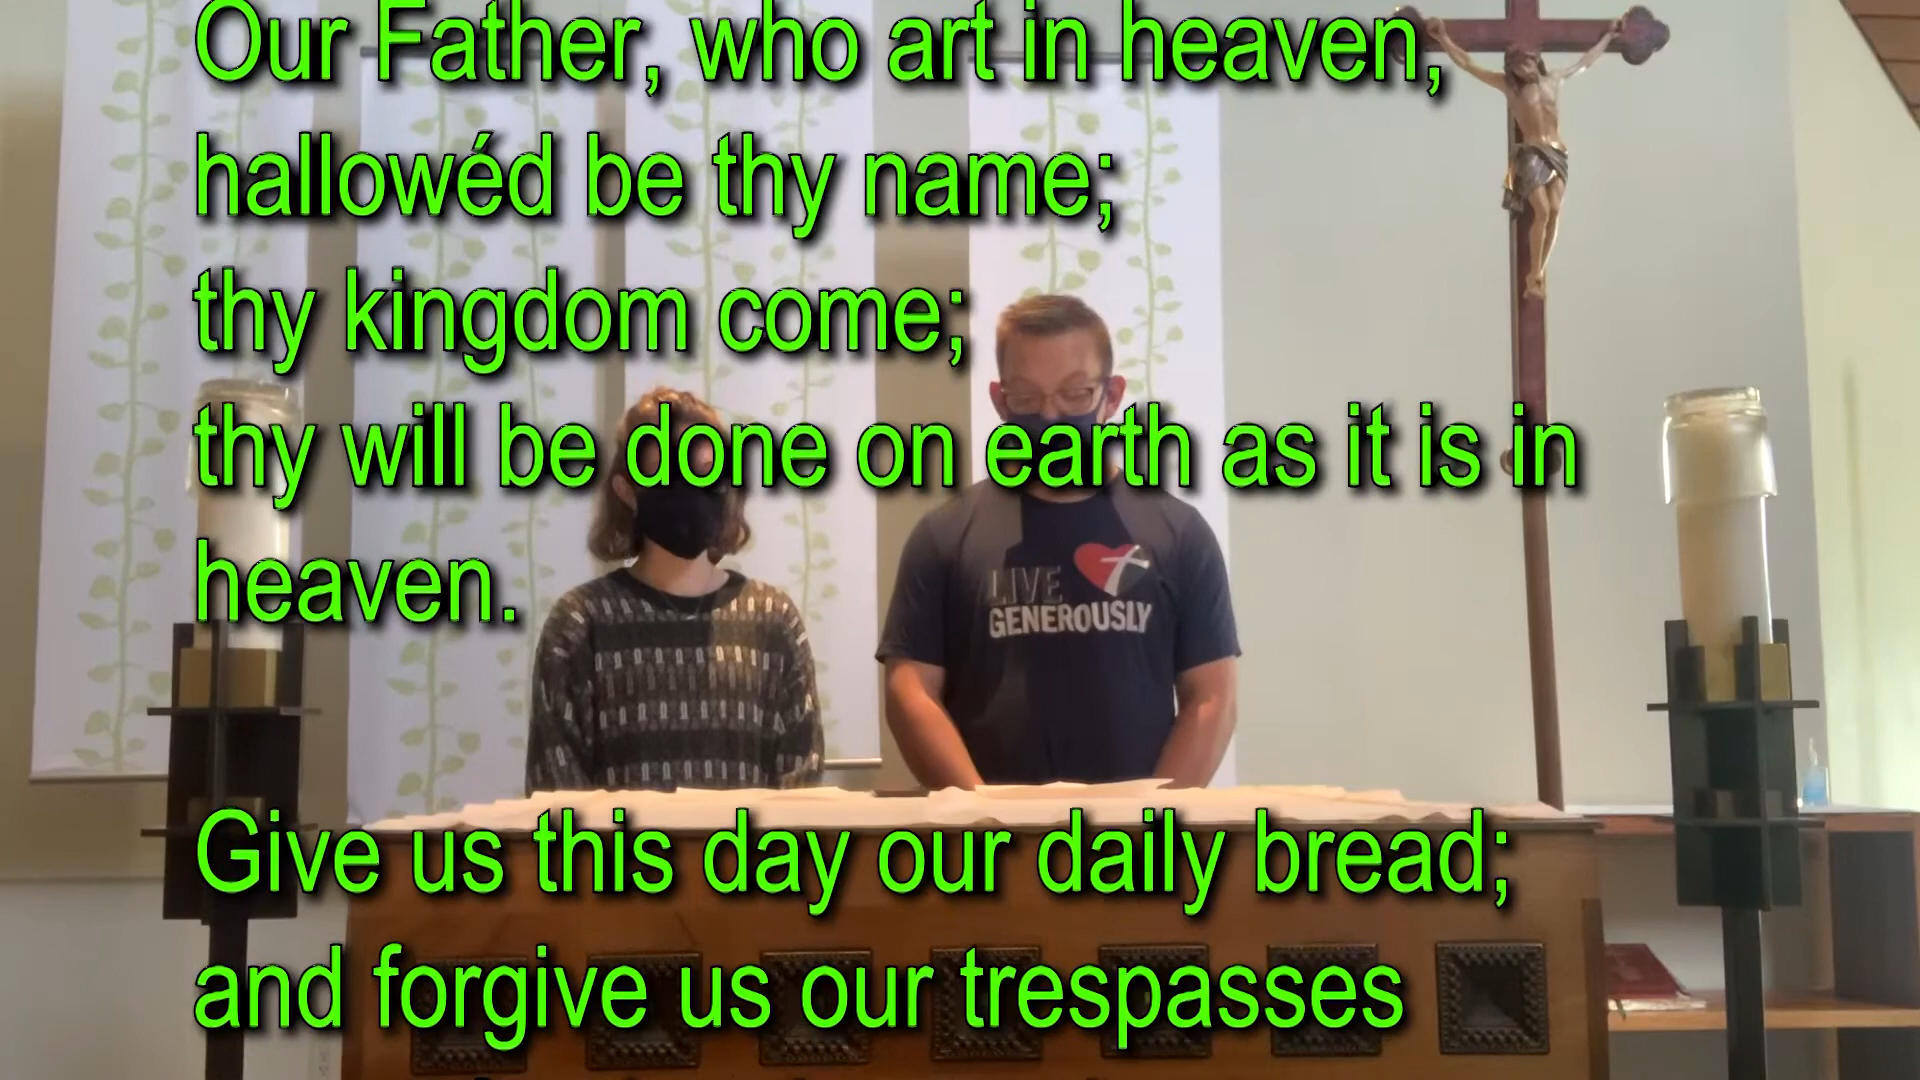 Our Father, who art in heaven,
hallowéd be thy name;
thy kingdom come;
thy will be done on earth as it is in
heaven.
LIVE
GENEROUSLY
Give us this day our daily bread;
and forgive us our trespasses